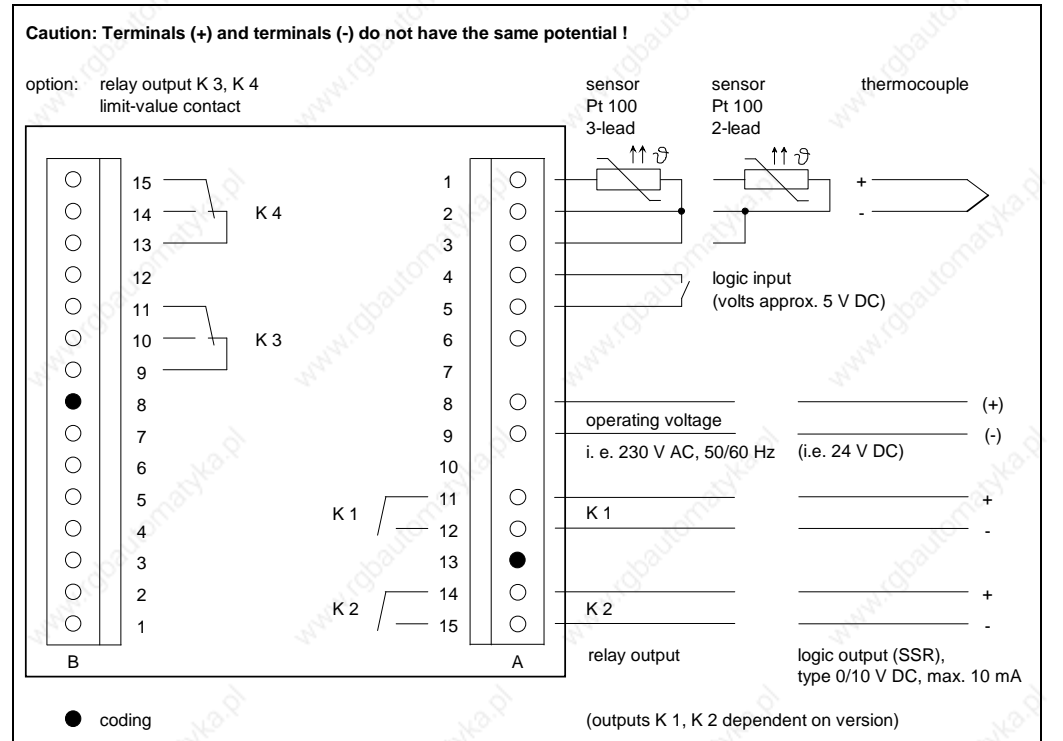 Caution: Terminals (+) and terminals (-) do not have the same potential !
option: relay output K 3, K 4
limit-value contact
sensor
Pt 100
3-lead
sensor
Pt 100
2-lead
thermocouple
ϑ
ϑ
15
14
13
12
11
10
9
8
7
6
5
4
3
2
1
B
K 4
K 3
1
2
3
4
5
6
7
8
9
10
11
12
13
14
15
A
K 1
K 2
+
-
logic input
(volts approx. 5 V DC)
operating voltage
i. e. 230 V AC, 50/60 Hz
(i.e. 24 V DC)
(+)
(-)
K 1
+
-
K 2
+
-
relay output
logic output (SSR),
type 0/10 V DC, max. 10 mA
coding
(outputs K 1, K 2 dependent on version)
www.rgbautomatyka.pl